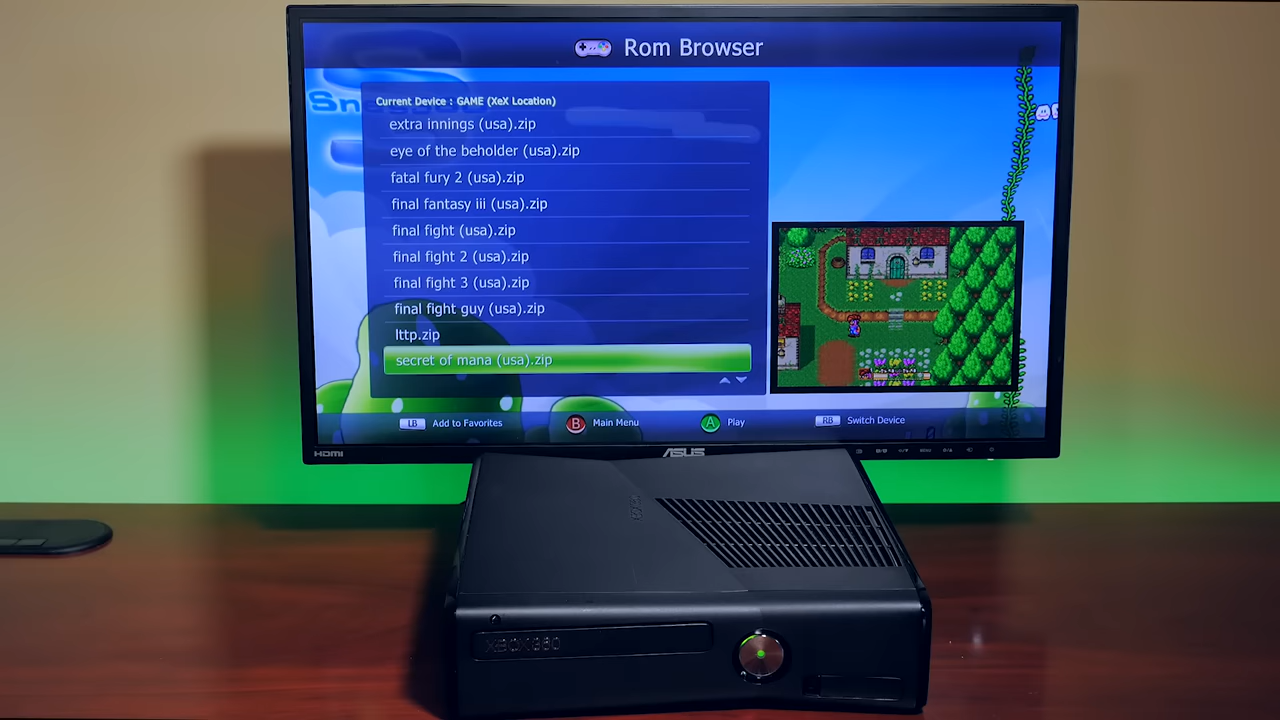 Rom Browser
Current Device : GAME (XeX Location)
extra innings (usa).zip
eye of the beholder (usa).zip
fatal fury 2 (usa).zip
final fantasy iii (usa).zip
final fight (usa).zip
final fight 2 (usa).zip
final fight 3 (usa).zip
final fight guy (usa).zip
lttp.zip
secret of mana (usa).zip
LB Add to Favorites B Main Menu A Play RB Switch Device
HDMI
ASUS
XBOX360